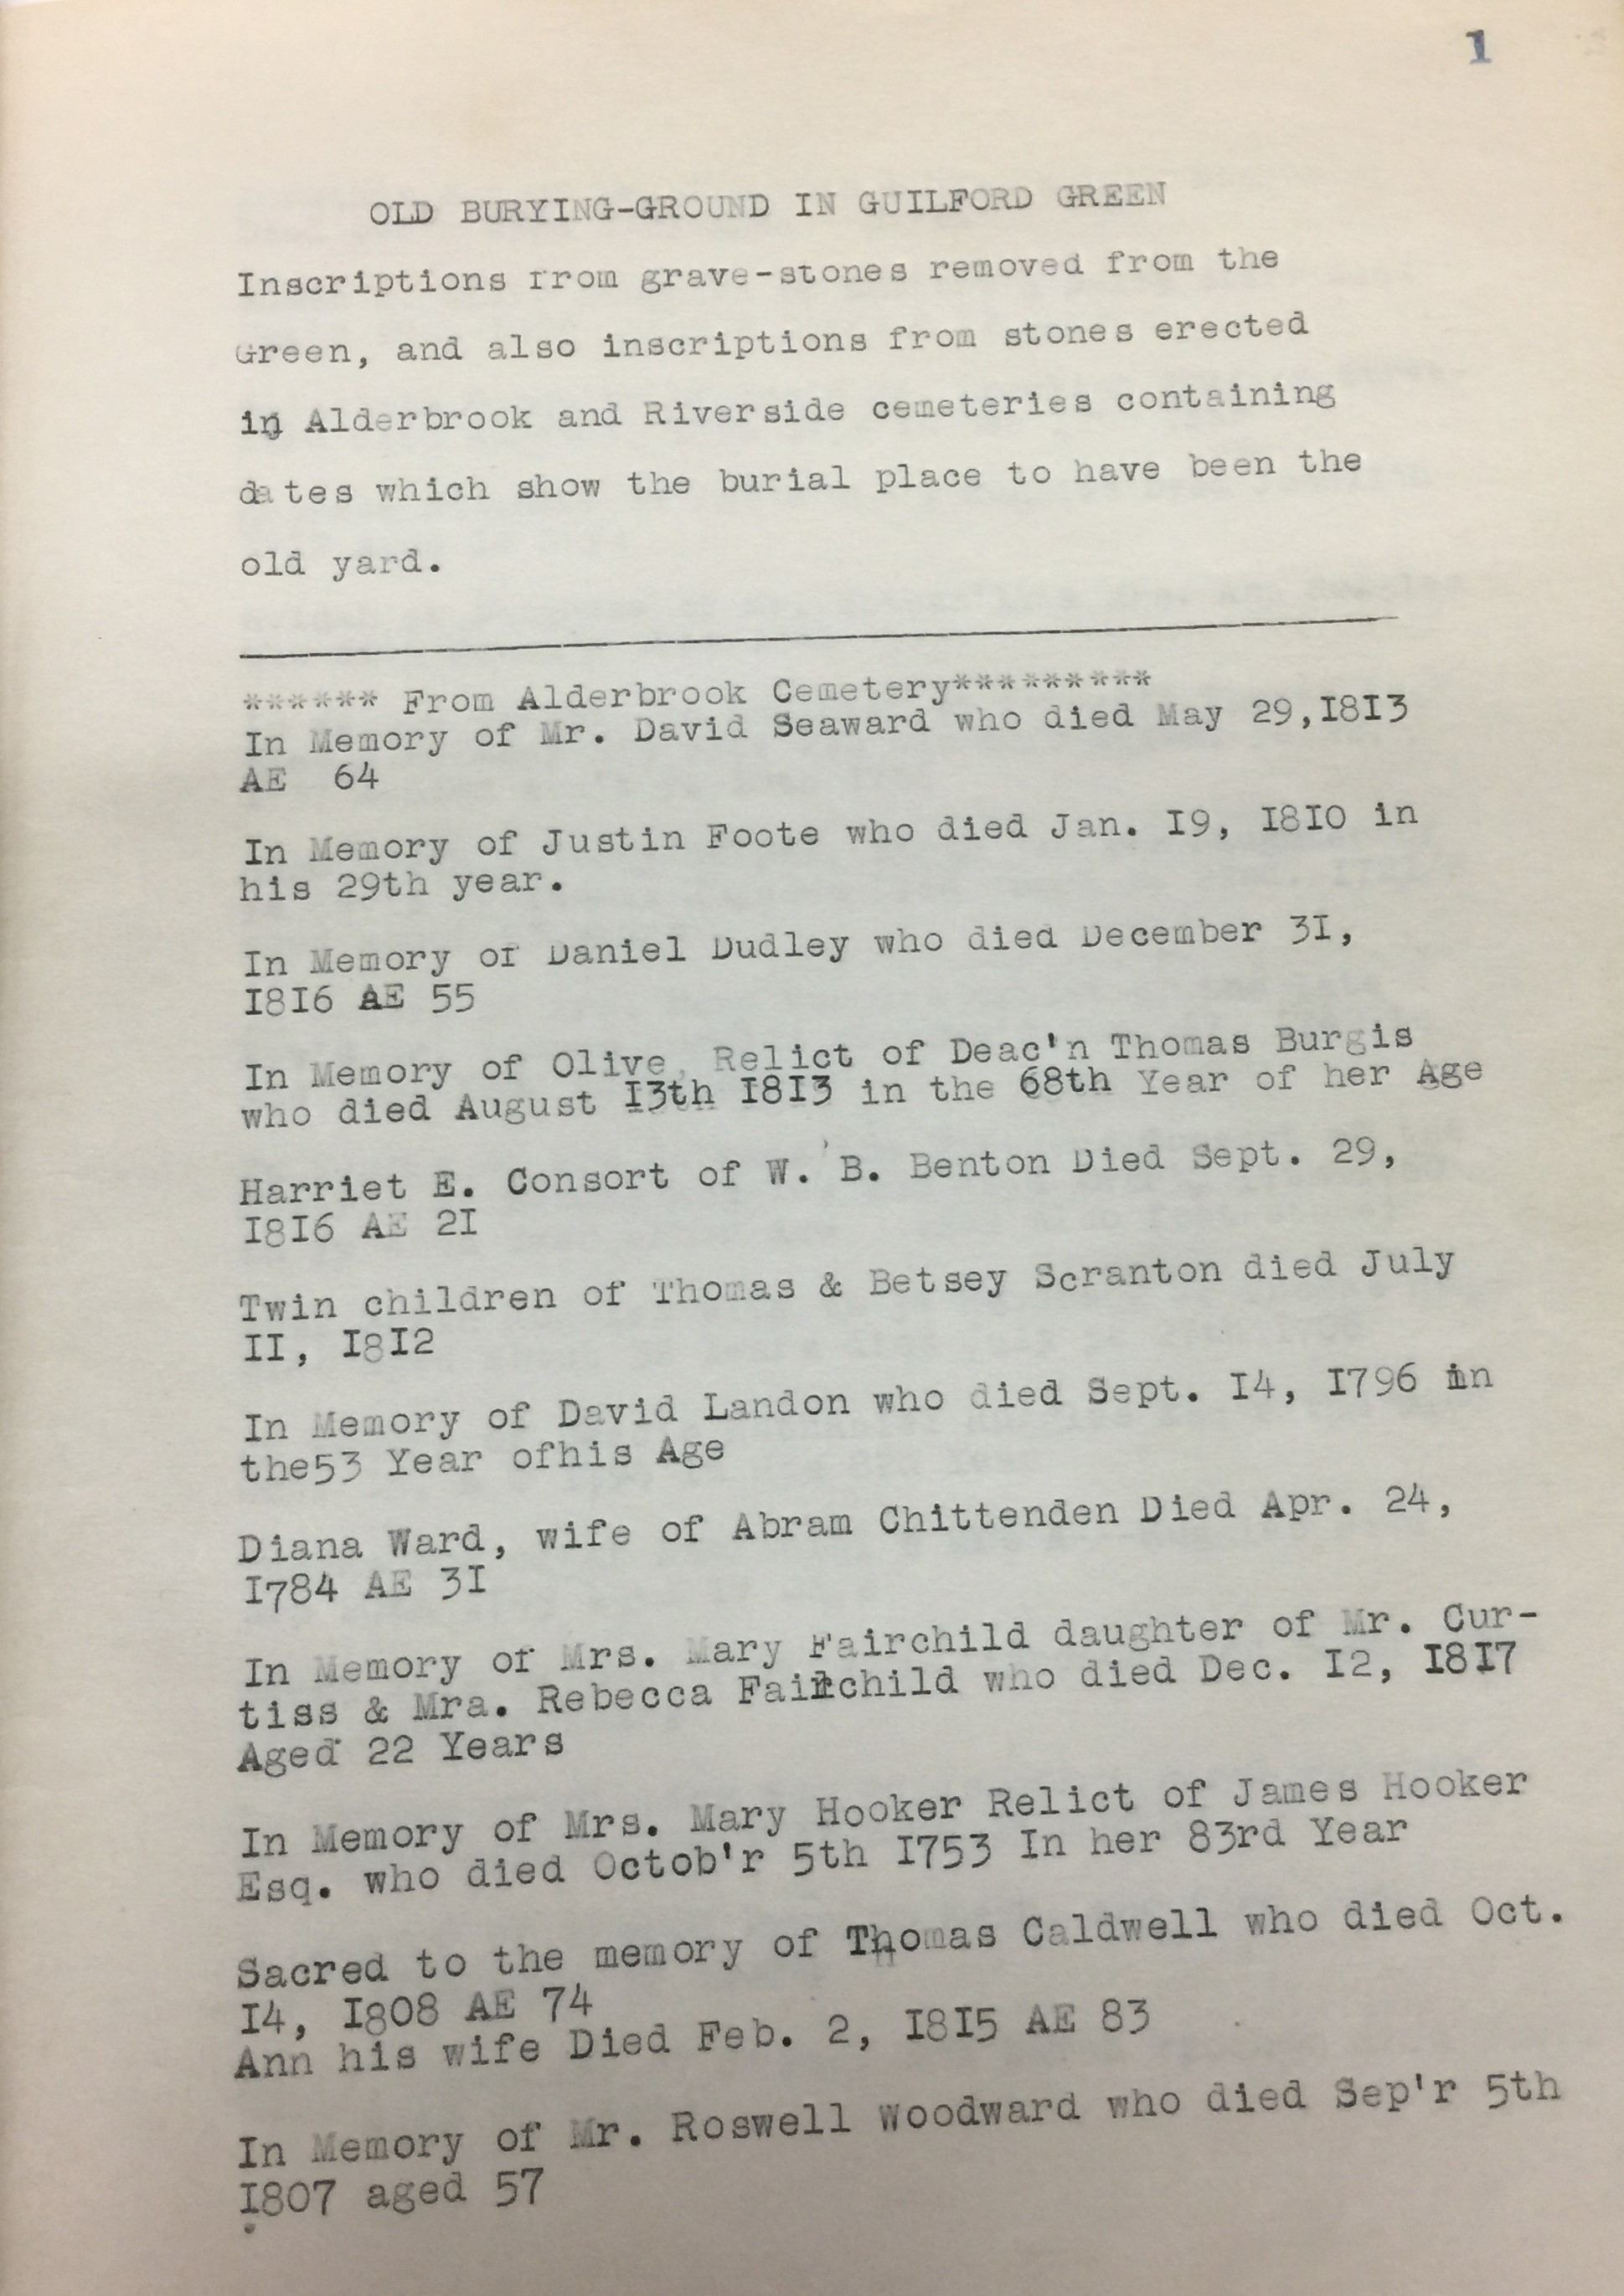 1
OLD BURYING-GROUND IN GUILFORD GREEN
Inscriptions from grave-stones removed from the
Green, and also inscriptions from stones erected
in Alderbrook and Riverside cemeteries containing
dates which show the burial place to have been the
old yard.
****** From Alderbrook Cemetery*********
In Memory of Mr. David Seaward who died May 29,I8I3
AE 64
In Memory of Justin Foote who died Jan. I9, I8I0 in
his 29th year.
In Memory of Daniel Dudley who died December 3I,
I8I6 AE 55
In Memory of Olive, Relict of Deac'n Thomas Burgis
who died August I3th I8I3 in the 68th Year of her Age
Harriet E. Consort of W. B. Benton Died Sept. 29,
I8I6 AE 2I
Twin children of Thomas & Betsey Scranton died July
II, I8I2
In Memory of David Landon who died Sept. I4, I796 in
the53 Year ofhis Age
Diana Ward, wife of Abram Chittenden Died Apr. 24,
I784 AE 3I
In Memory of Mrs. Mary Fairchild daughter of Mr. Cur-
tiss & Mra. Rebecca Fairchild who died Dec. I2, I8I7
Aged 22 Years
In Memory of Mrs. Mary Hooker Relict of James Hooker
Esq. who died Octob'r 5th I753 In her 83rd Year
Sacred to the memory of Thomas Caldwell who died Oct.
I4, I808 AE 74
Ann his wife Died Feb. 2, I8I5 AE 83
In Memory of Mr. Roswell Woodward who died Sep'r 5th
I807 aged 57